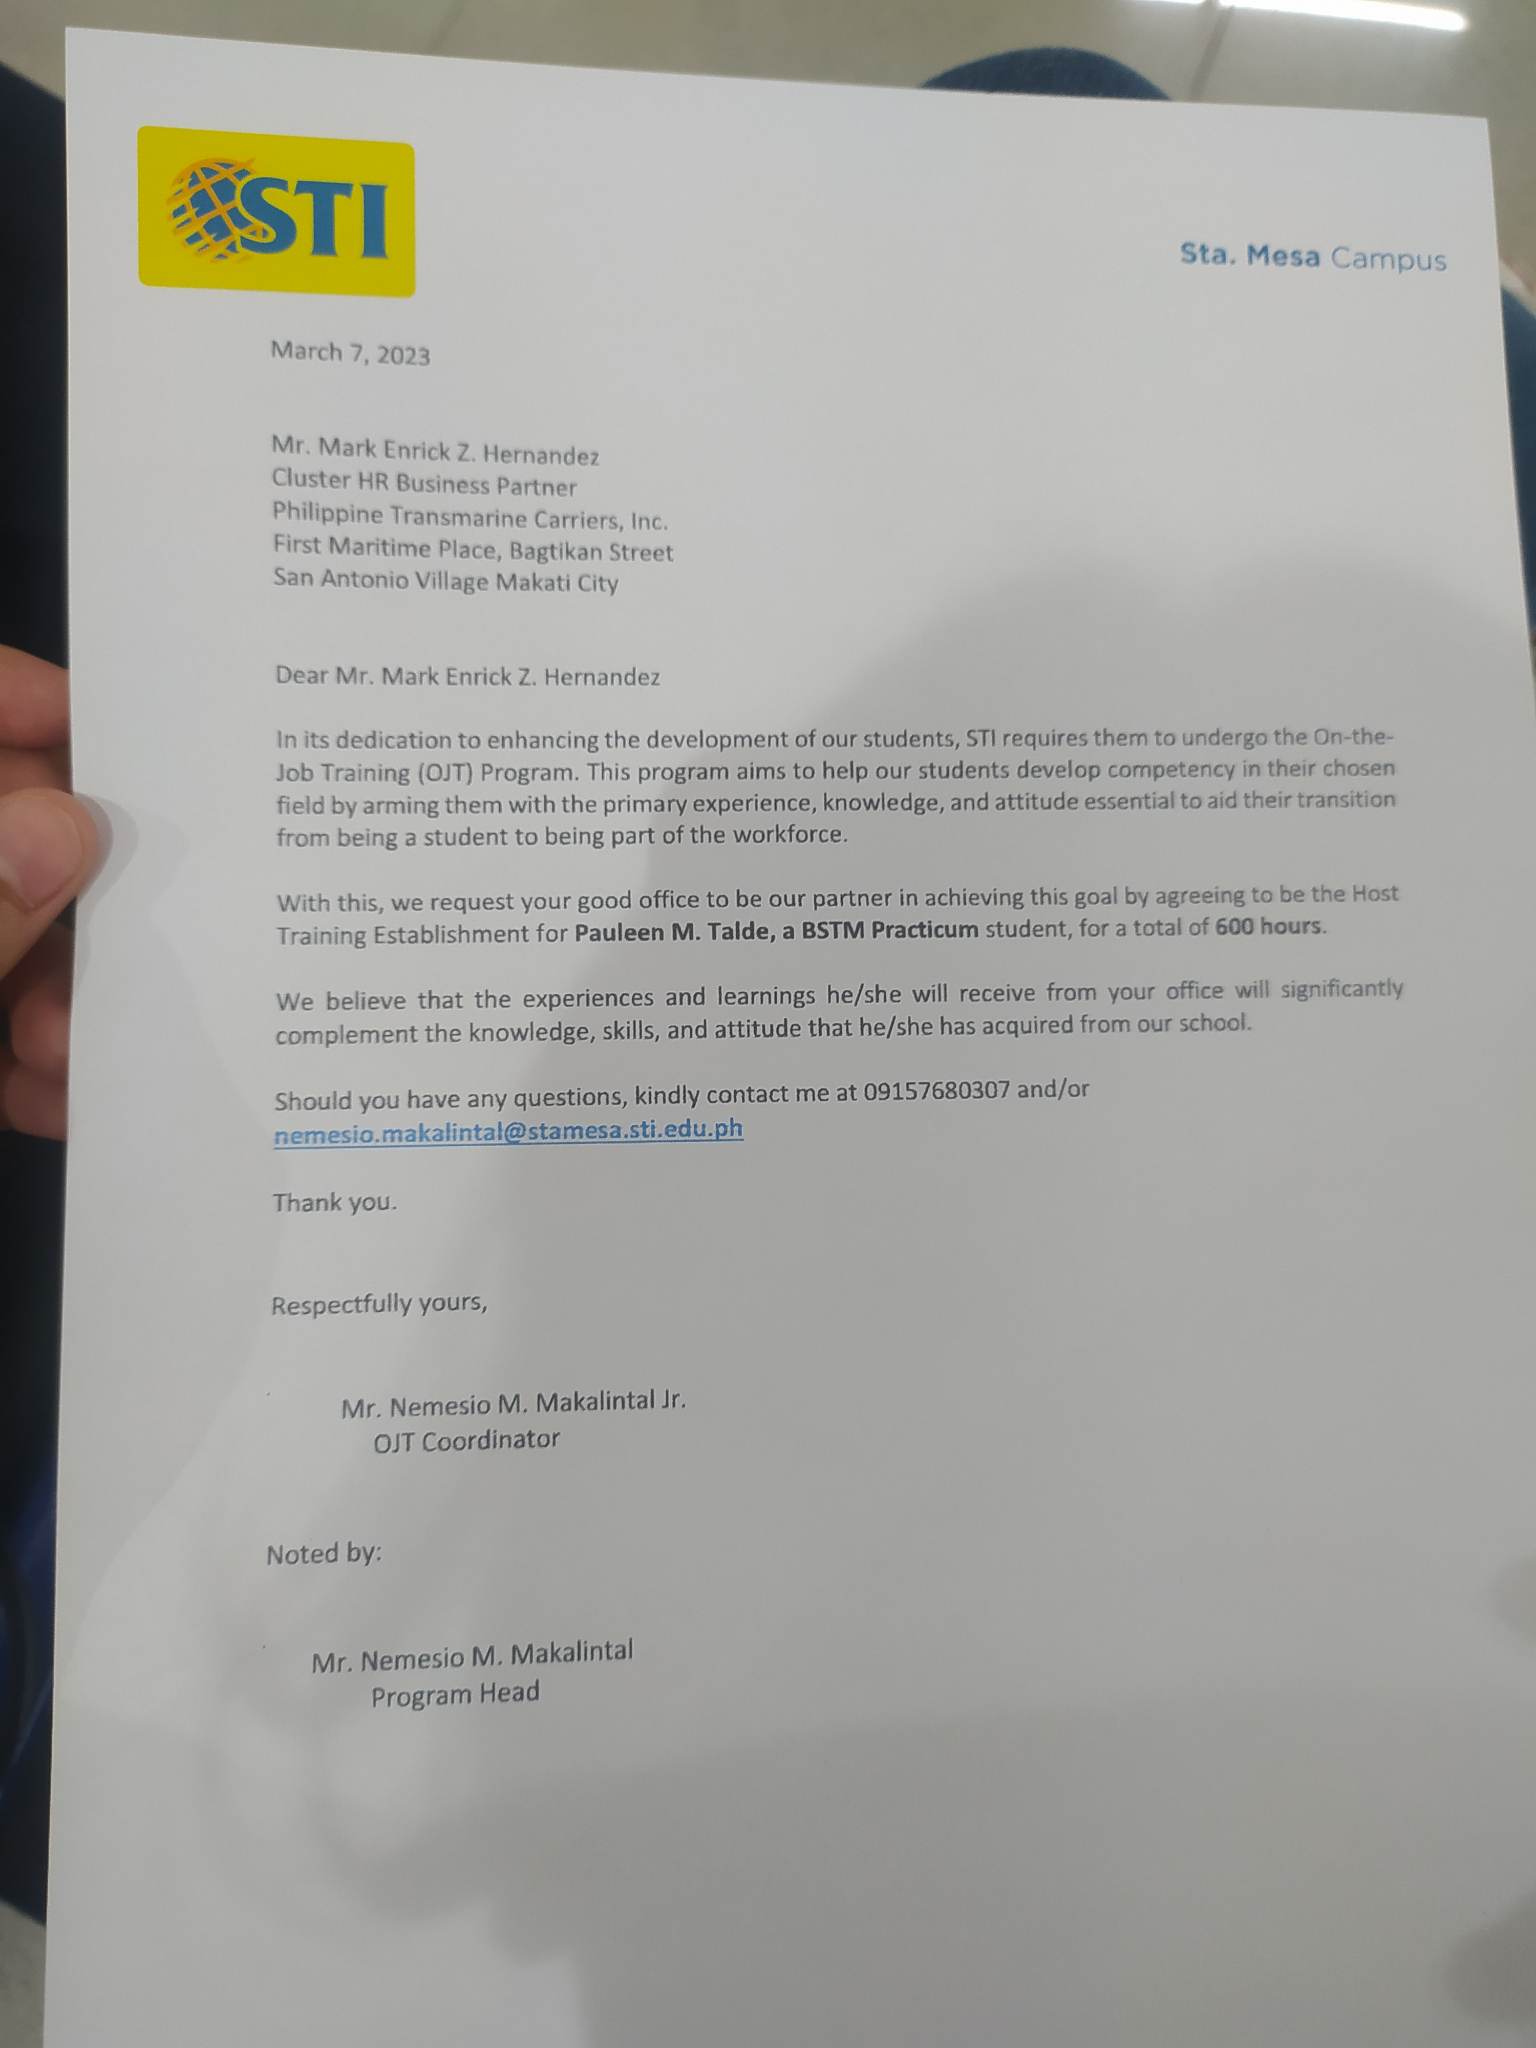 STI
Sta. Mesa Campus
March 7, 2023
Mr. Mark Enrick Z. Hernandez
Cluster HR Business Partner
Philippine Transmarine Carriers, Inc.
First Maritime Place, Bagtikan Street
San Antonio Village Makati City
Dear Mr. Mark Enrick Z. Hernandez
In its dedication to enhancing the development of our students, STI requires them to undergo the On-the-
Job Training (OJT) Program. This program aims to help our students develop competency in their chosen
field by arming them with the primary experience, knowledge, and attitude essential to aid their transition
from being a student to being part of the workforce.
With this, we request your good office to be our partner in achieving this goal by agreeing to be the Host
Training Establishment for Pauleen M. Talde, a BSTM Practicum student, for a total of 600 hours.
We believe that the experiences and learnings he/she will receive from your office will significantly
complement the knowledge, skills, and attitude that he/she has acquired from our school.
Should you have any questions, kindly contact me at 09157680307 and/or
nemesio.makalintal@stamesa.sti.edu.ph
Thank you.
Respectfully yours,
Mr. Nemesio M. Makalintal Jr.
OJT Coordinator
Noted by:
Mr. Nemesio M. Makalintal
Program Head